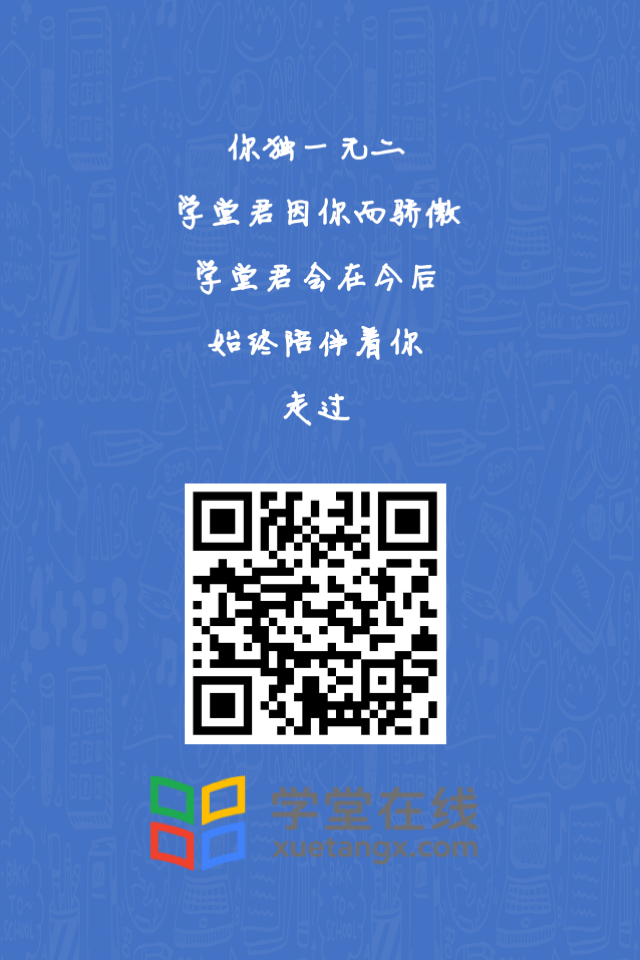 你独一无二
学堂君因你而骄傲
学堂君会在今后
始终陪伴着你
走过
学堂在线
xuetangx.com